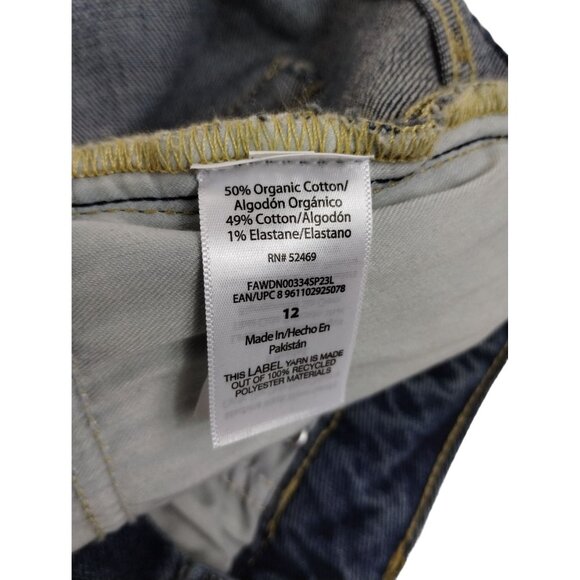 50% Organic Cotton/
Algodón Orgánico
49% Cotton/Algodón
1% Elastane/Elastano
RN# 52469
FAWDN00334SP23L
EAN/UPC 8 961102925078
12
Made In/Hecho En
Pakistán
THIS LABEL YARN IS MADE
OUT OF 100% RECYCLED
POLYESTER MATERIALS